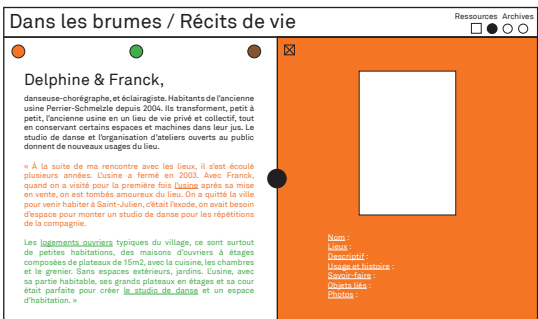 Dans les brumes / Récits de vie
Ressources Archives
Delphine & Franck,
danseuse-chorégraphe, et éclairagiste. Habitants de l'ancienne
usine Perrier-Schmelzle depuis 2004. Ils transforment, petit à
petit, l'ancienne usine en un lieu de vie privé et collectif, tout
en conservant certains espaces et machines dans leur jus. Le
studio de danse et l'organisation d'ateliers ouverts au public
donnent de nouveaux usages du lieu.
« À la suite de ma rencontre avec les lieux, il s'est écoulé
plusieurs années. L'usine a fermé en 2003. Avec Franck,
quand on a visité pour la première fois l'usine après sa mise
en vente, on est tombés amoureux du lieu. On a quitté la ville
pour venir habiter à Saint-Julien, c'était l'exode, on avait besoin
d'espace pour monter un studio de danse pour les répétitions
de la compagnie.
Les logements ouvriers typiques du village, ce sont surtout
de petites habitations, des maisons d'ouvriers à étages
composées de plateaux de 15m2, avec la cuisine, les chambres
et le grenier. Sans espaces extérieurs, jardins. L'usine, avec
sa partie habitable, ses grands plateaux en étages et sa cour
était parfaite pour créer le studio de danse et un espace
d'habitation. »
Nom :
Lieux :
Descriptif :
Usage et histoire :
Savoir-faire :
Objets liés :
Photos :